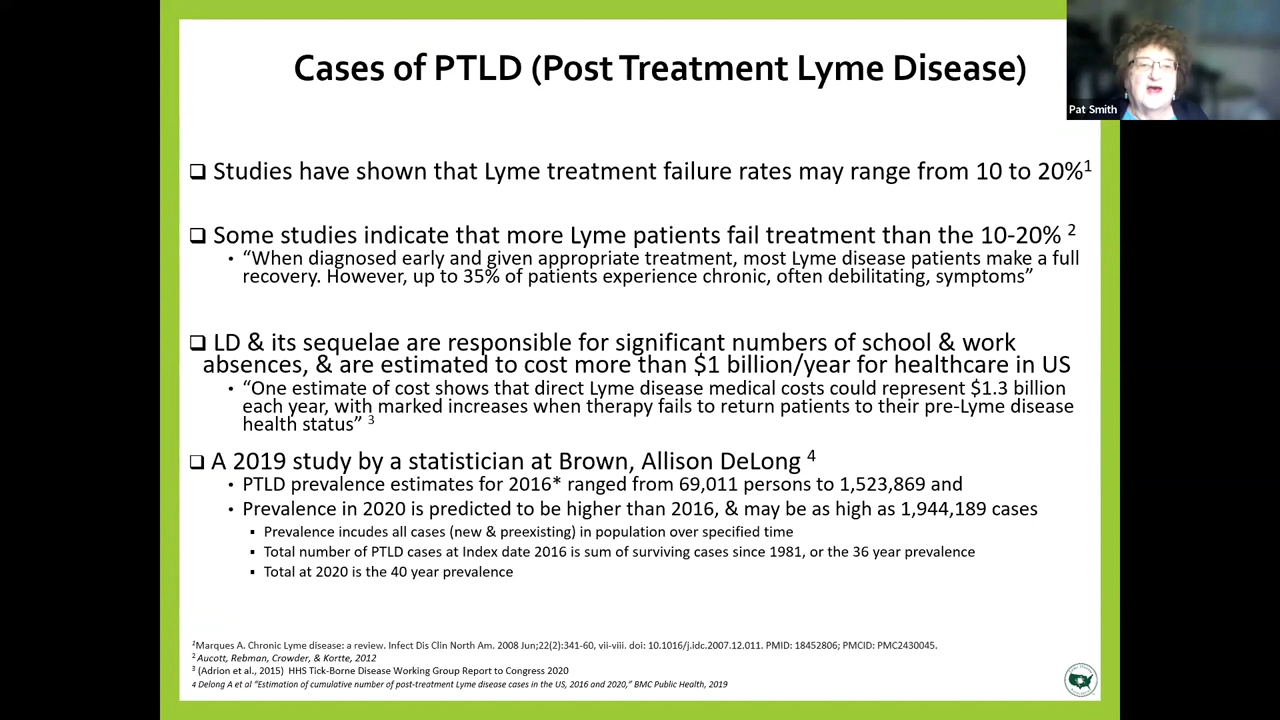 Cases of PTLD (Post Treatment Lyme Disease)
Pat Smith
❑ Studies have shown that Lyme treatment failure rates may range from 10 to 20%1
❑ Some studies indicate that more Lyme patients fail treatment than the 10-20% 2
• “When diagnosed early and given appropriate treatment, most Lyme disease patients make a full
recovery. However, up to 35% of patients experience chronic, often debilitating, symptoms”
❑ LD & its sequelae are responsible for significant numbers of school & work
absences, & are estimated to cost more than $1 billion/year for healthcare in US
• “One estimate of cost shows that direct Lyme disease medical costs could represent $1.3 billion
each year, with marked increases when therapy fails to return patients to their pre-Lyme disease
health status” 3
❑ A 2019 study by a statistician at Brown, Allison DeLong 4
• PTLD prevalence estimates for 2016* ranged from 69,011 persons to 1,523,869 and
• Prevalence in 2020 is predicted to be higher than 2016, & may be as high as 1,944,189 cases
▪ Prevalence incudes all cases (new & preexisting) in population over specified time
▪ Total number of PTLD cases at Index date 2016 is sum of surviving cases since 1981, or the 36 year prevalence
▪ Total at 2020 is the 40 year prevalence
1Marques A. Chronic Lyme disease: a review. Infect Dis Clin North Am. 2008 Jun;22(2):341-60, vii-viii. doi: 10.1016/j.idc.2007.12.011. PMID: 18452806; PMCID: PMC2430045.
2 Aucott, Rebman, Crowder, & Kortte, 2012
3 (Adrion et al., 2015) HHS Tick-Borne Disease Working Group Report to Congress 2020
4 Delong A et al “Estimation of cumulative number of post-treatment Lyme disease cases in the US, 2016 and 2020,” BMC Public Health, 2019